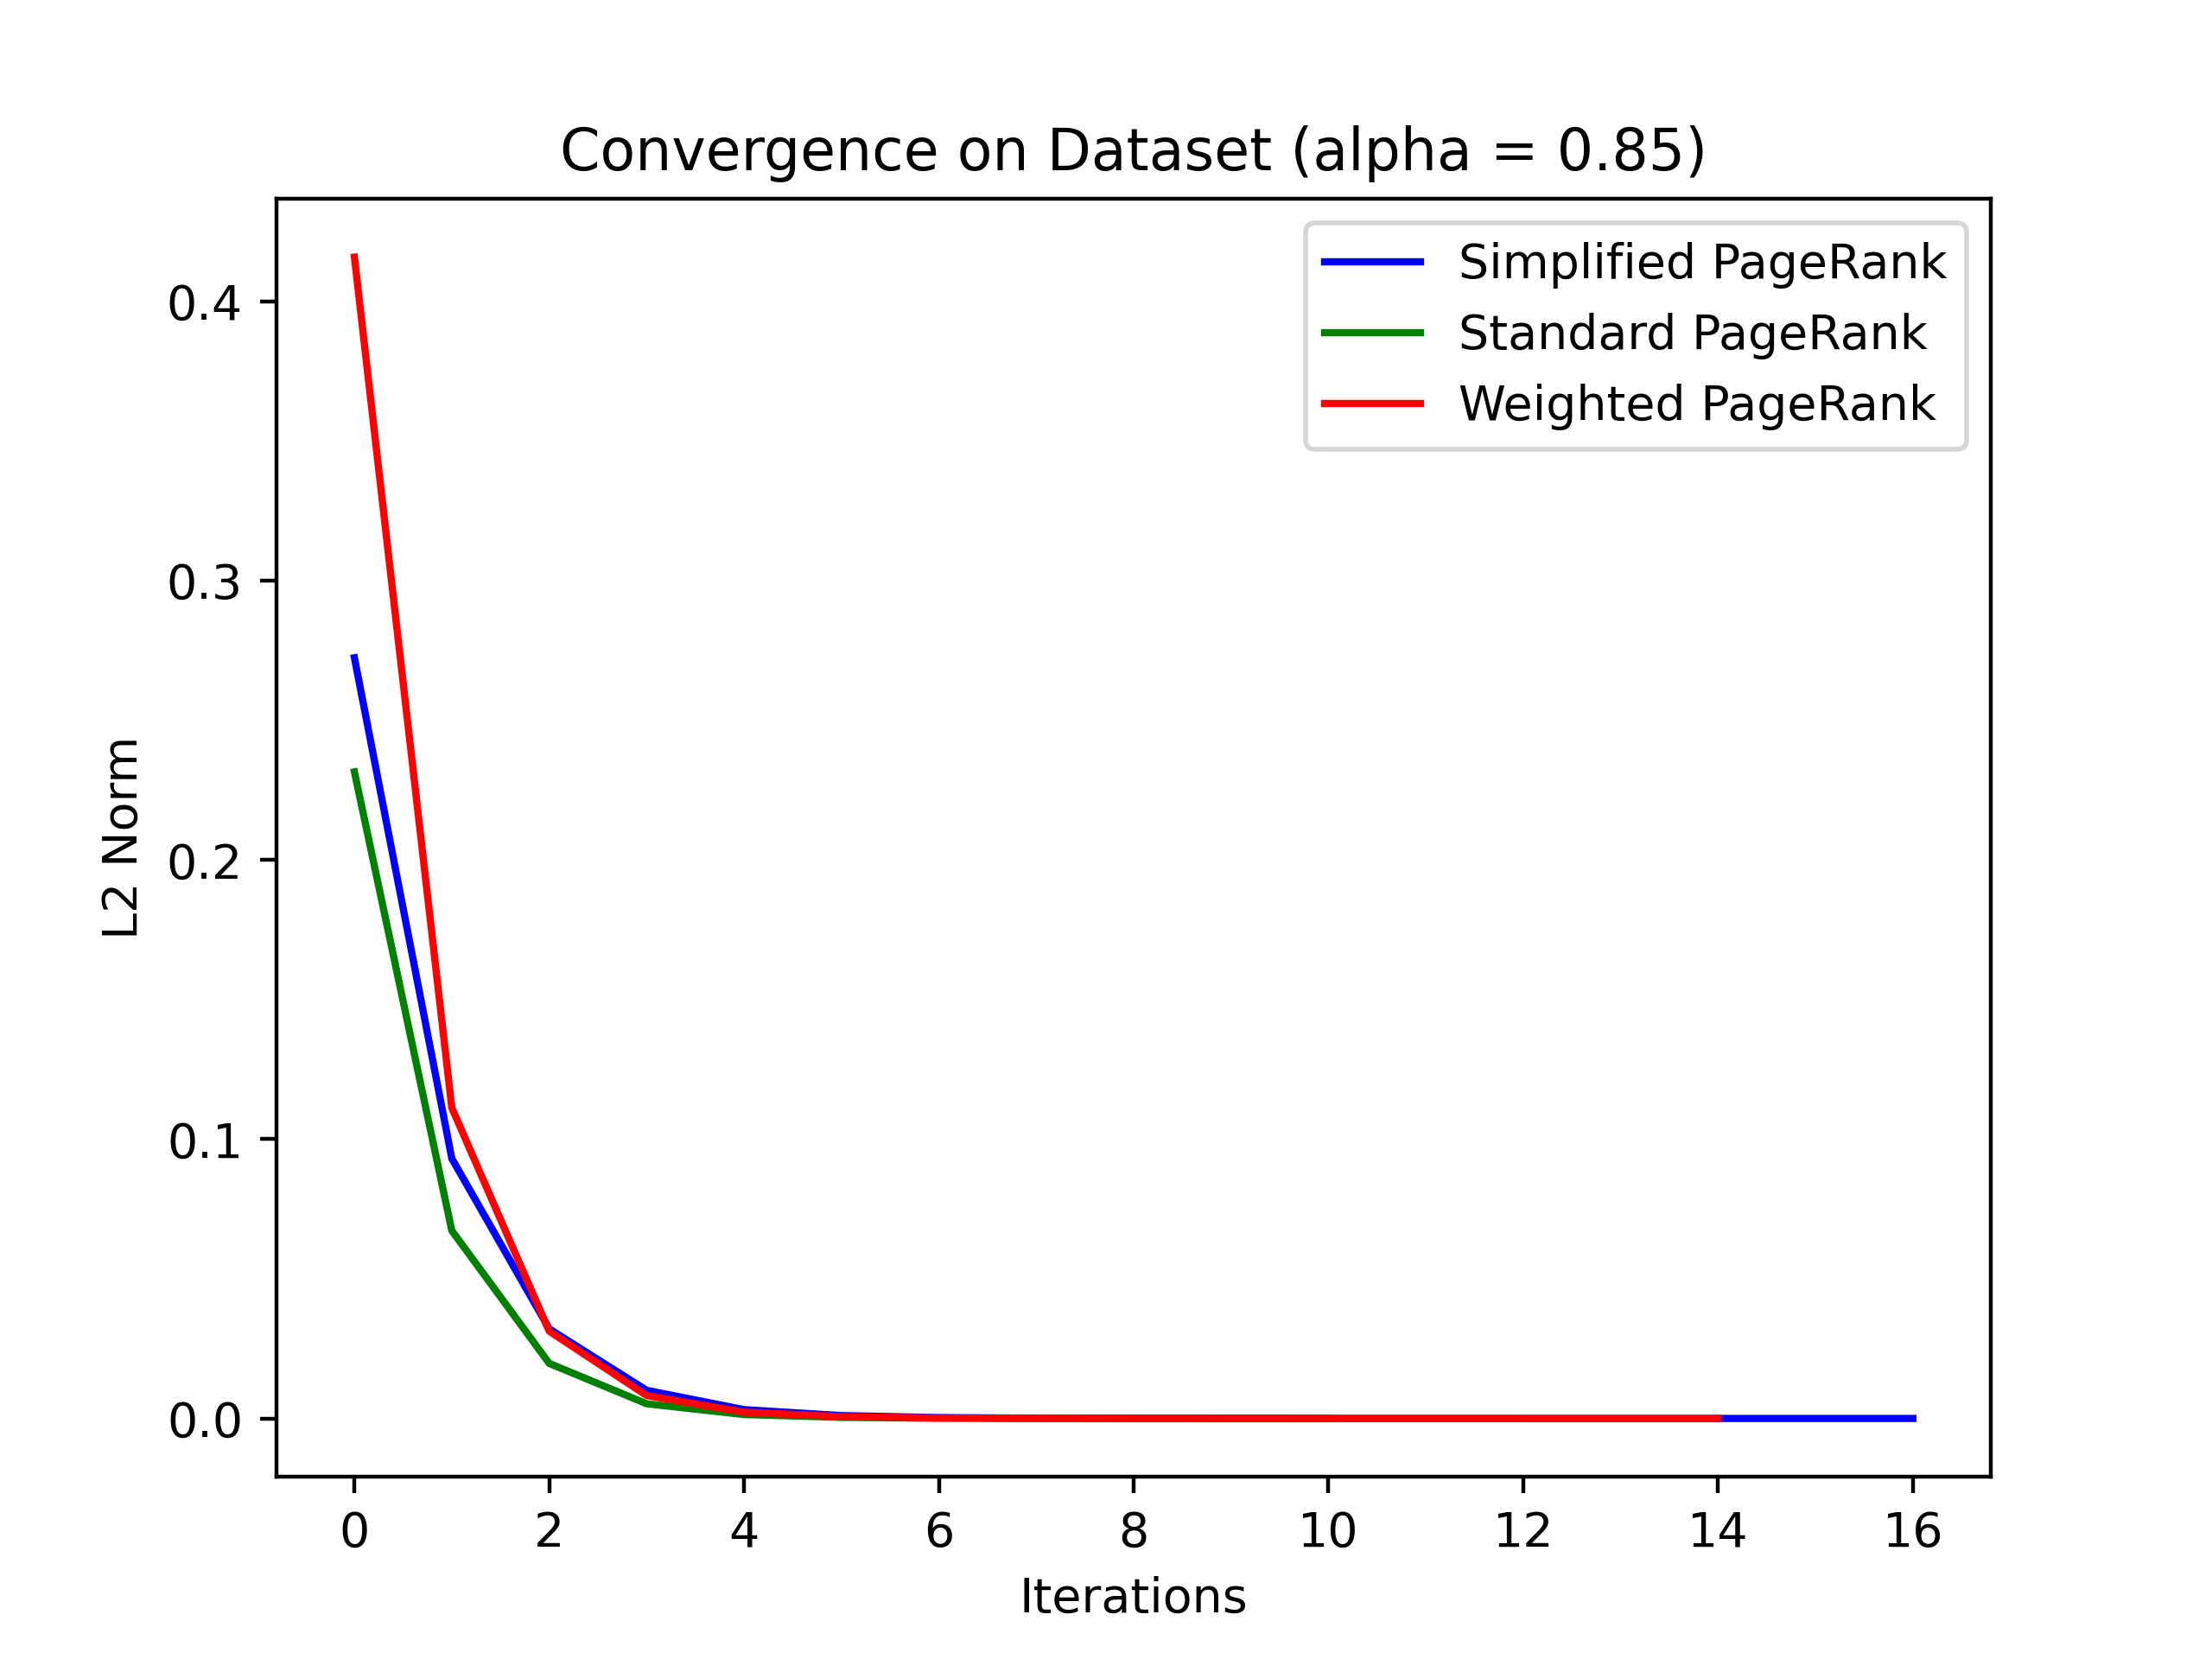 Convergence on Dataset (alpha = 0.85)
Simplified PageRank
Standard PageRank
Weighted PageRank
L2 Norm
0.4
0.3
0.2
0.1
0.0
0 2 4 6 8 10 12 14 16
Iterations